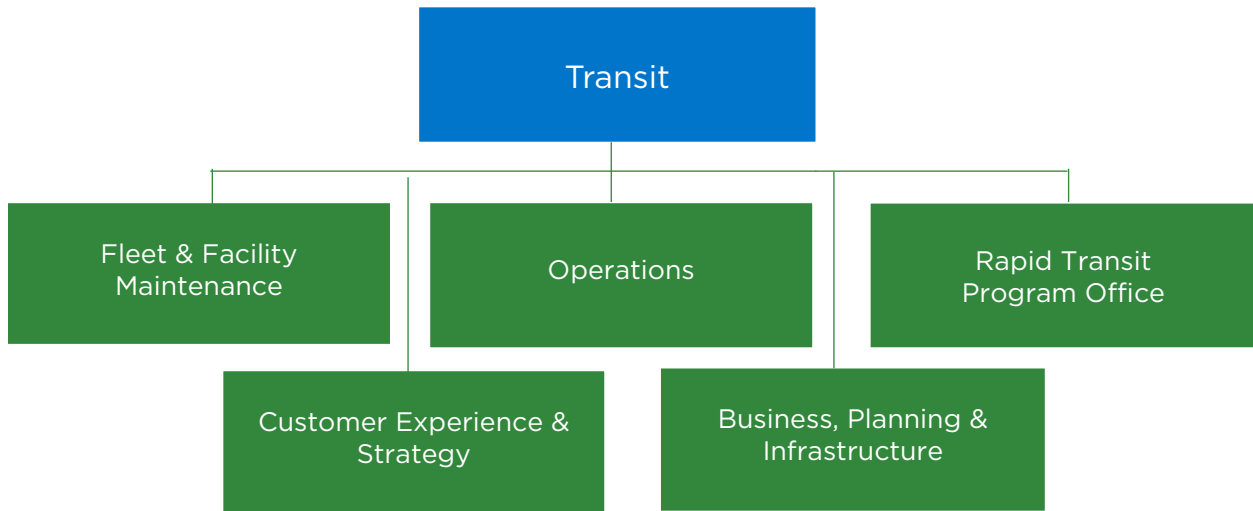 Transit
Fleet & Facility
Maintenance
Operations
Rapid Transit
Program Office
Customer Experience &
Strategy
Business, Planning &
Infrastructure